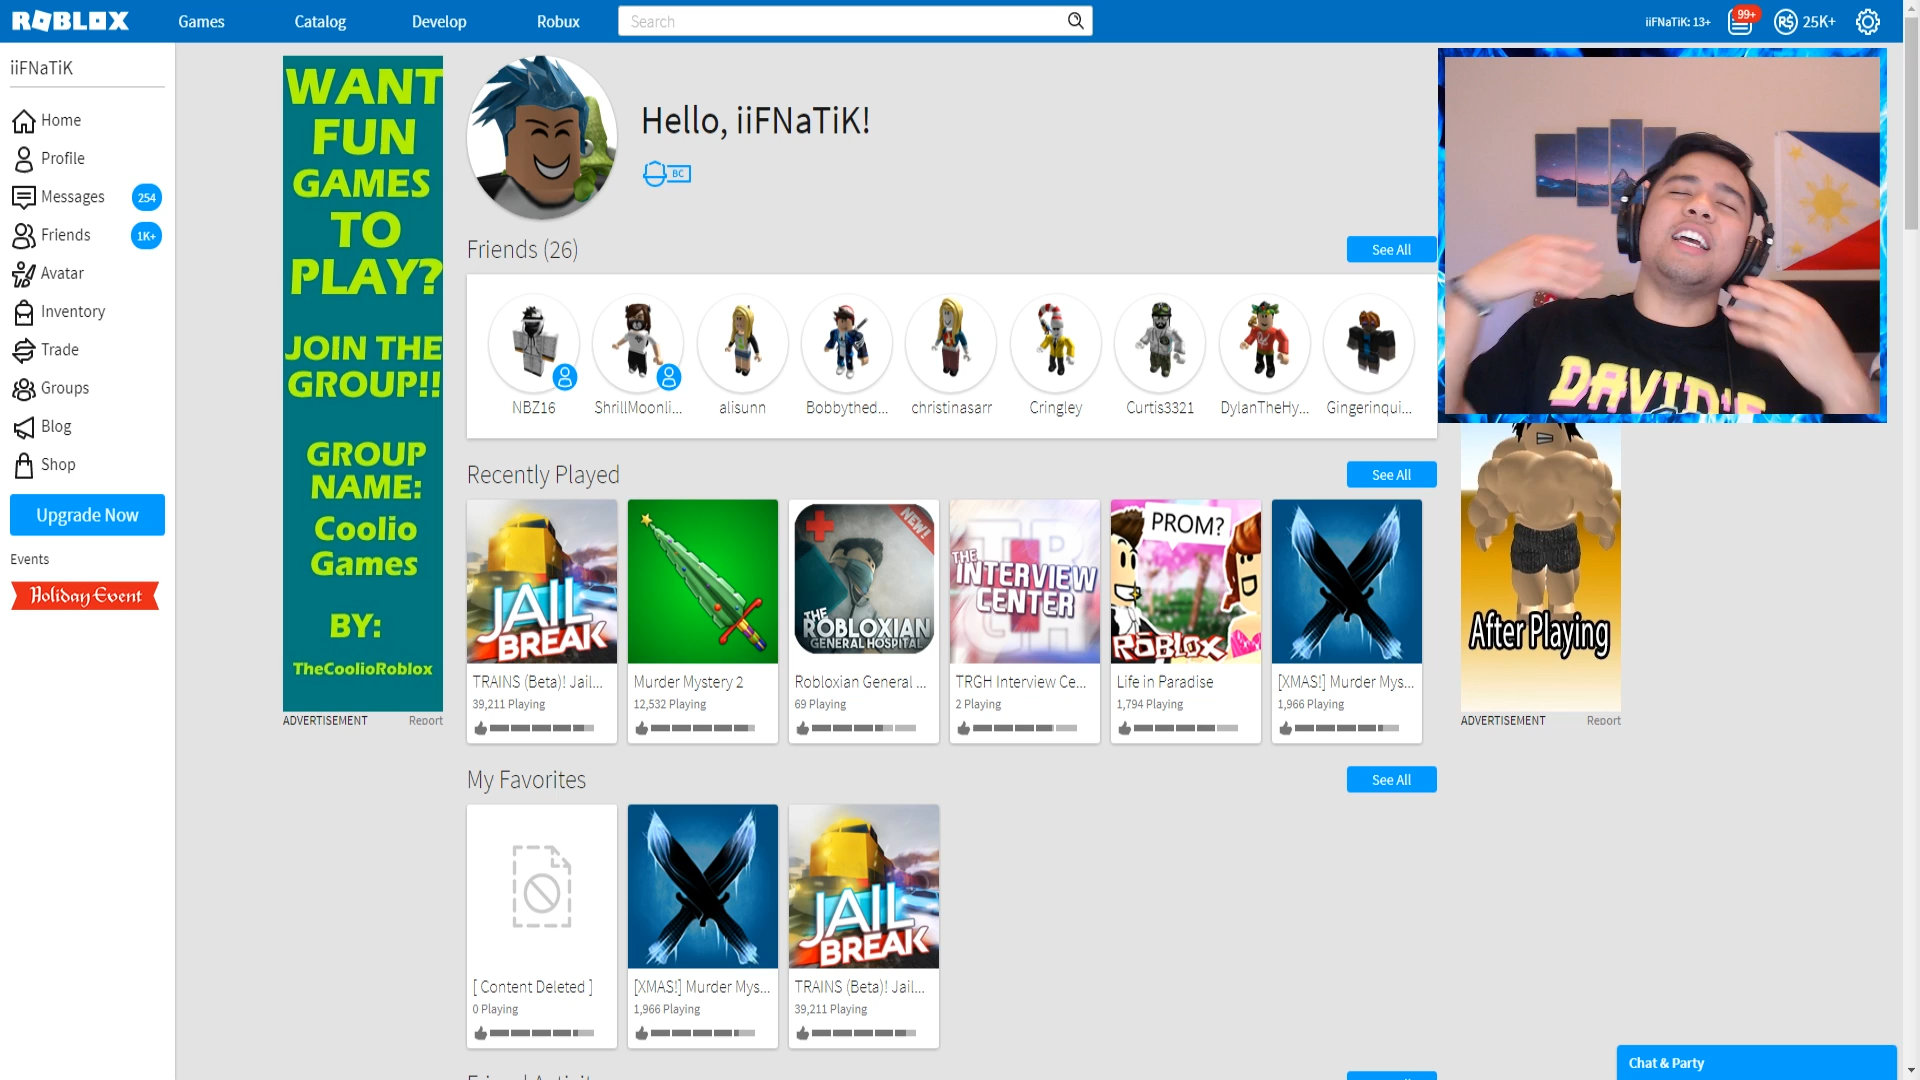 ROBLOX
Games
Catalog
Develop
Robux
Search
iiFNaTiK: 13+
99+
R$ 25K+
iiFNaTiK
Home
Profile
Messages
254
Friends
1K+
Avatar
Inventory
Trade
Groups
Blog
Shop
Upgrade Now
Events
Holiday Event
WANT
FUN
GAMES
TO
PLAY?
JOIN THE
GROUP!!
GROUP
NAME:
Coolio
Games
BY:
TheCoolioRoblox
ADVERTISEMENT
Report
Hello, iiFNaTiK!
BC
Friends (26)
See All
NBZ16
ShrillMoonli...
alisunn
Bobbythed...
christinasarr
Cringley
Curtis3321
DylanTheHy...
Gingerinqui...
DAVID'S
Recently Played
See All
JAIL
BREAK
NEW!
THE
ROBLOXIAN
GENERAL HOSPITAL
TRGH
THE
INTERVIEW
CENTER
PROM?
ROBLOX
TRAINS (Beta)! Jail...
39,211 Playing
Murder Mystery 2
12,532 Playing
Robloxian General ...
69 Playing
TRGH Interview Ce...
2 Playing
Life in Paradise
1,794 Playing
[XMAS!] Murder Mys...
1,966 Playing
After Playing
ADVERTISEMENT
Report
My Favorites
See All
JAIL
BREAK
[ Content Deleted ]
0 Playing
[XMAS!] Murder Mys...
1,966 Playing
TRAINS (Beta)! Jail...
39,211 Playing
Chat & Party